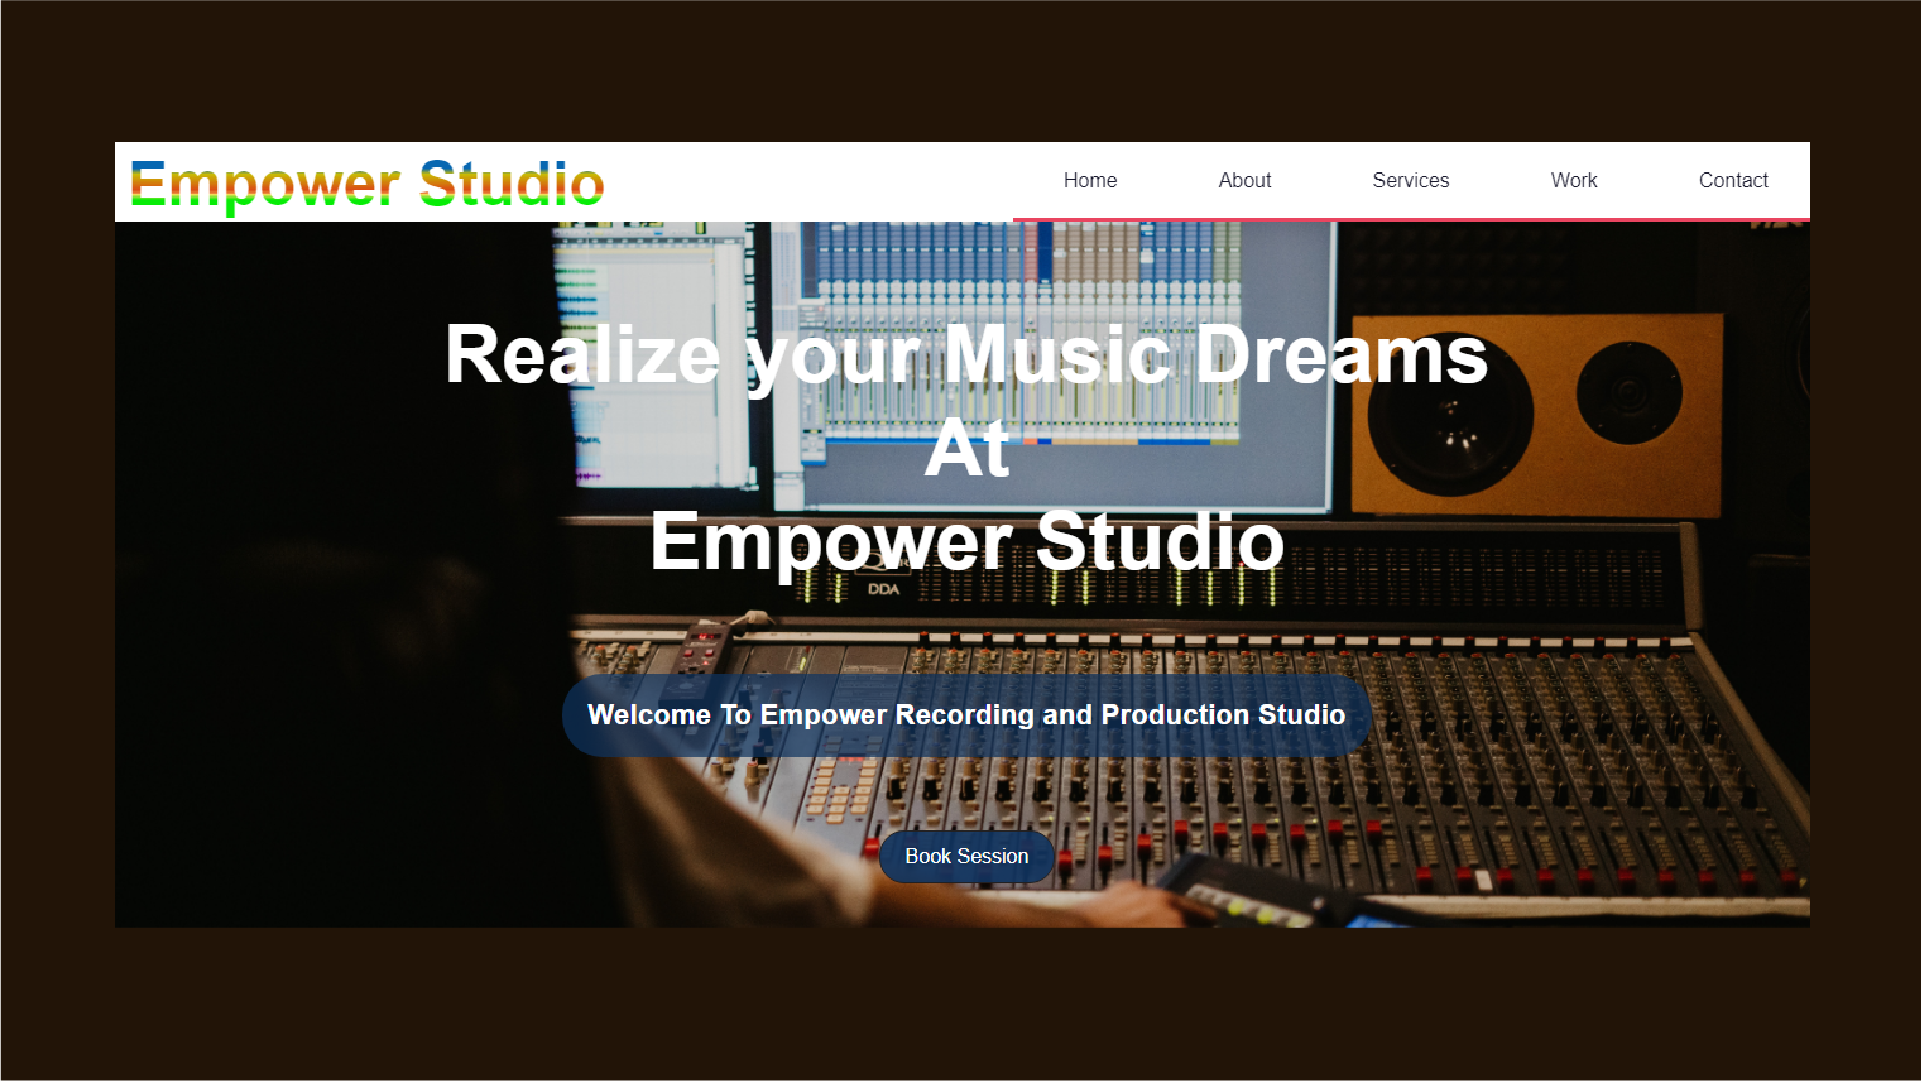 Empower Studio
Home About Services Work Contact
Realize your Music Dreams
At
Empower Studio
DDA
Welcome To Empower Recording and Production Studio
Book Session